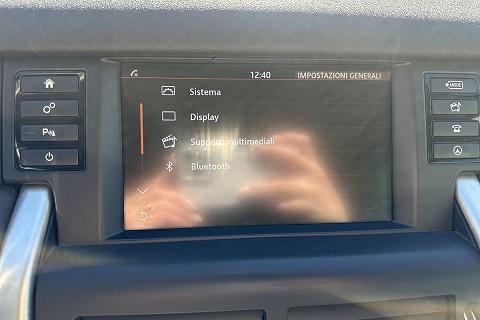 12:40 IMPOSTAZIONI GENERALI
Sistema
Display
Supporti multimediali
Bluetooth
MODE